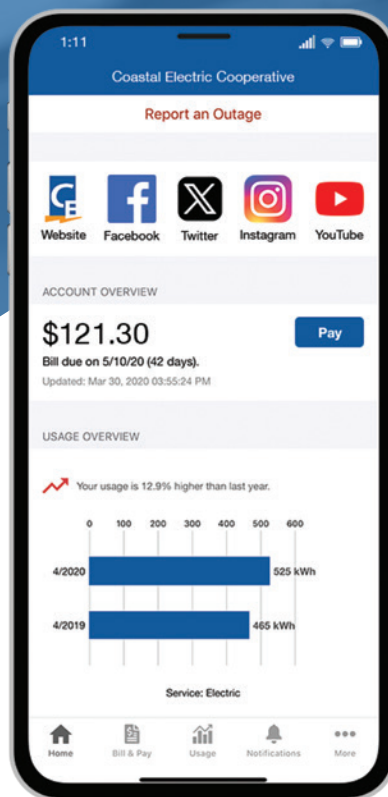 1:11
Coastal Electric Cooperative
Report an Outage
CE
Website Facebook Twitter Instagram YouTube
ACCOUNT OVERVIEW
$121.30
Pay
Bill due on 5/10/20 (42 days).
Updated: Mar 30, 2020 03:55:24 PM
USAGE OVERVIEW
Your usage is 12.9% higher than last year.
0 100 200 300 400 500 600
4/2020 525 kWh
4/2019 465 kWh
Service: Electric
Home Bill & Pay Usage Notifications More